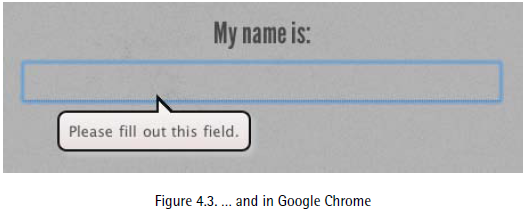 My name is:
Please fill out this field.
Figure 4.3. ... and in Google Chrome